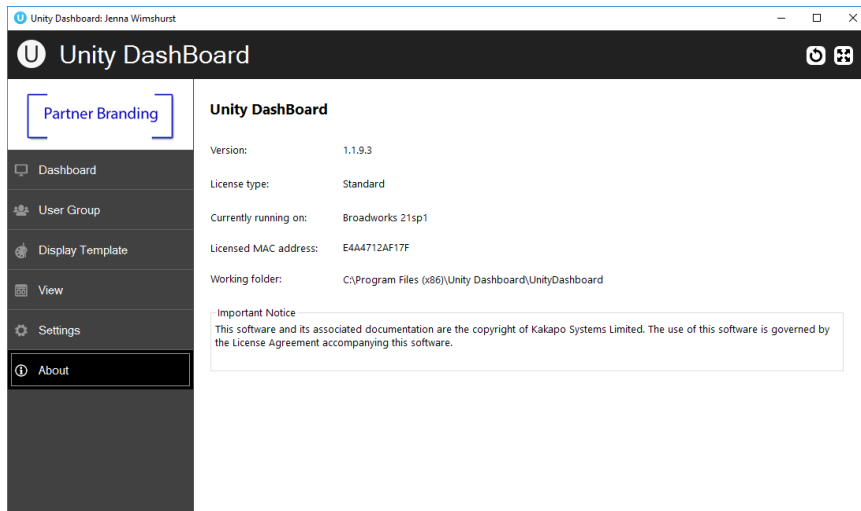 Unity Dashboard: Jenna Wimshurst
Unity DashBoard
Partner Branding
Dashboard
User Group
Display Template
View
Settings
About
Unity DashBoard
Version: 1.1.9.3
License type: Standard
Currently running on: Broadworks 21sp1
Licensed MAC address: E4A4712AF17F
Working folder: C:\Program Files (x86)\Unity Dashboard\UnityDashboard
Important Notice
This software and its associated documentation are the copyright of Kakapo Systems Limited. The use of this software is governed by
the License Agreement accompanying this software.